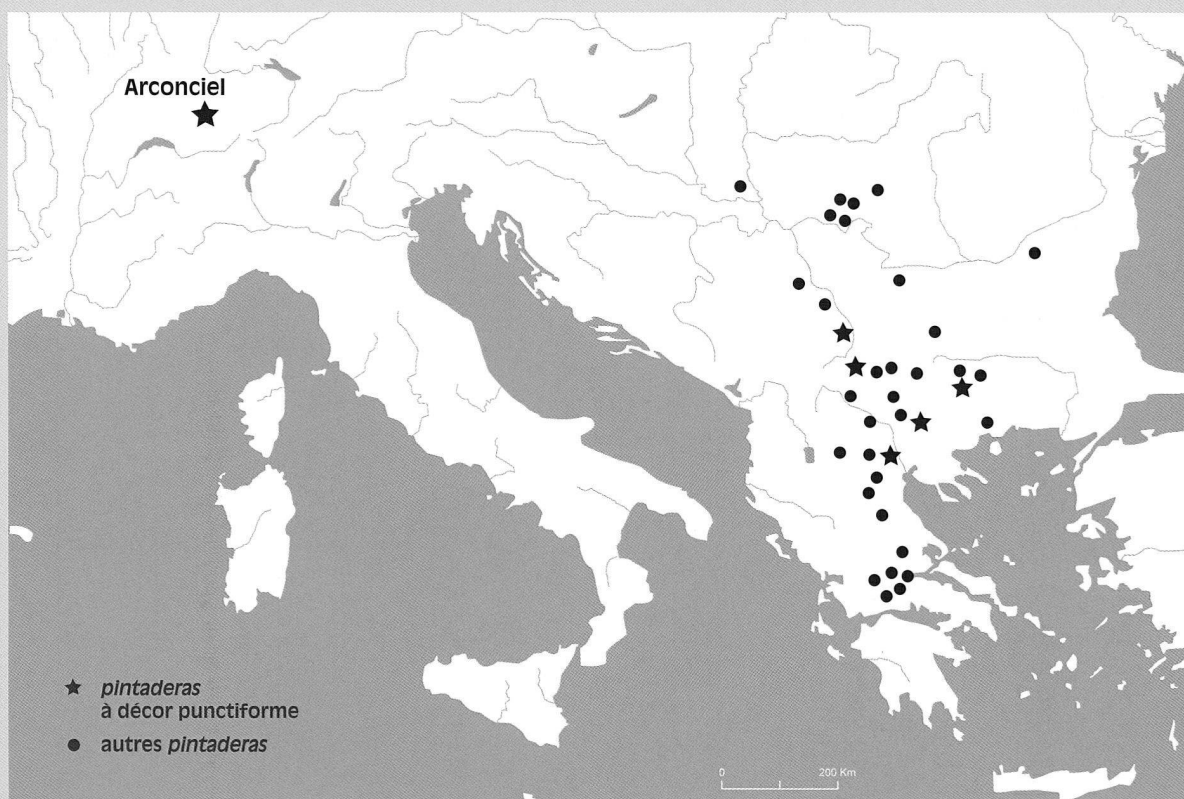 Arconciel
pintaderas
à décor punctiforme
autres pintaderas
0 200 Km